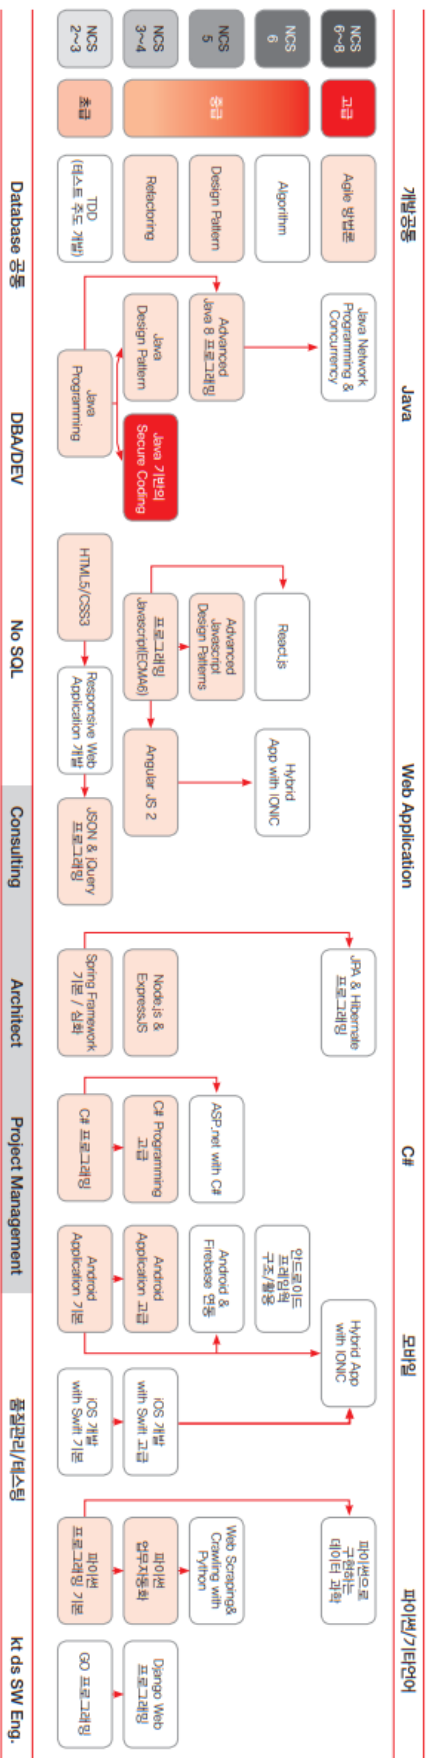 개발공통
Java
Web Application
C#
모바일
파이썬/기타언어
NCS
6~8
고급
Agile 방법론
Java Network
Programming &
Concurrency
JPA & Hibernate
프로그래밍
Hybrid App
with IONIC
파이썬으로
구현하는
데이터 과학
NCS
6
중급
Algorithm
React.js
Hybrid
App with IONIC
안드로이드
프레임웍
구조/활용
NCS
5
Design Pattern
Advanced
Java 8 프로그래밍
Advanced
Javascript
Design Patterns
ASP.net with C#
Android &
Firebase 연동
Web Scraping&
Crawling with
Python
NCS
3~4
Refactoring
Java
Design Pattern
Java 기반의
Secure Coding
프로그래밍
Javascript(ECMA6)
Angular JS 2
Node.js &
ExpressJS
C# Programming
고급
Android
Application 고급
iOS 개발
with Swift 고급
파이썬
업무자동화
Django Web
프로그래밍
NCS
2~3
초급
TDD
(테스트 주도 개발)
Java
Programming
HTML5/CSS3
Responsive Web
Application 개발
JSON & jQuery
프로그래밍
Spring Framework
기본 / 심화
C# 프로그래밍
Android
Application 기본
iOS 개발
with Swift 기본
파이썬
프로그래밍 기본
GO 프로그래밍
Database 공통
DBA/DEV
No SQL
Consulting
Architect
Project Management
품질관리/테스팅
kt ds SW Eng.